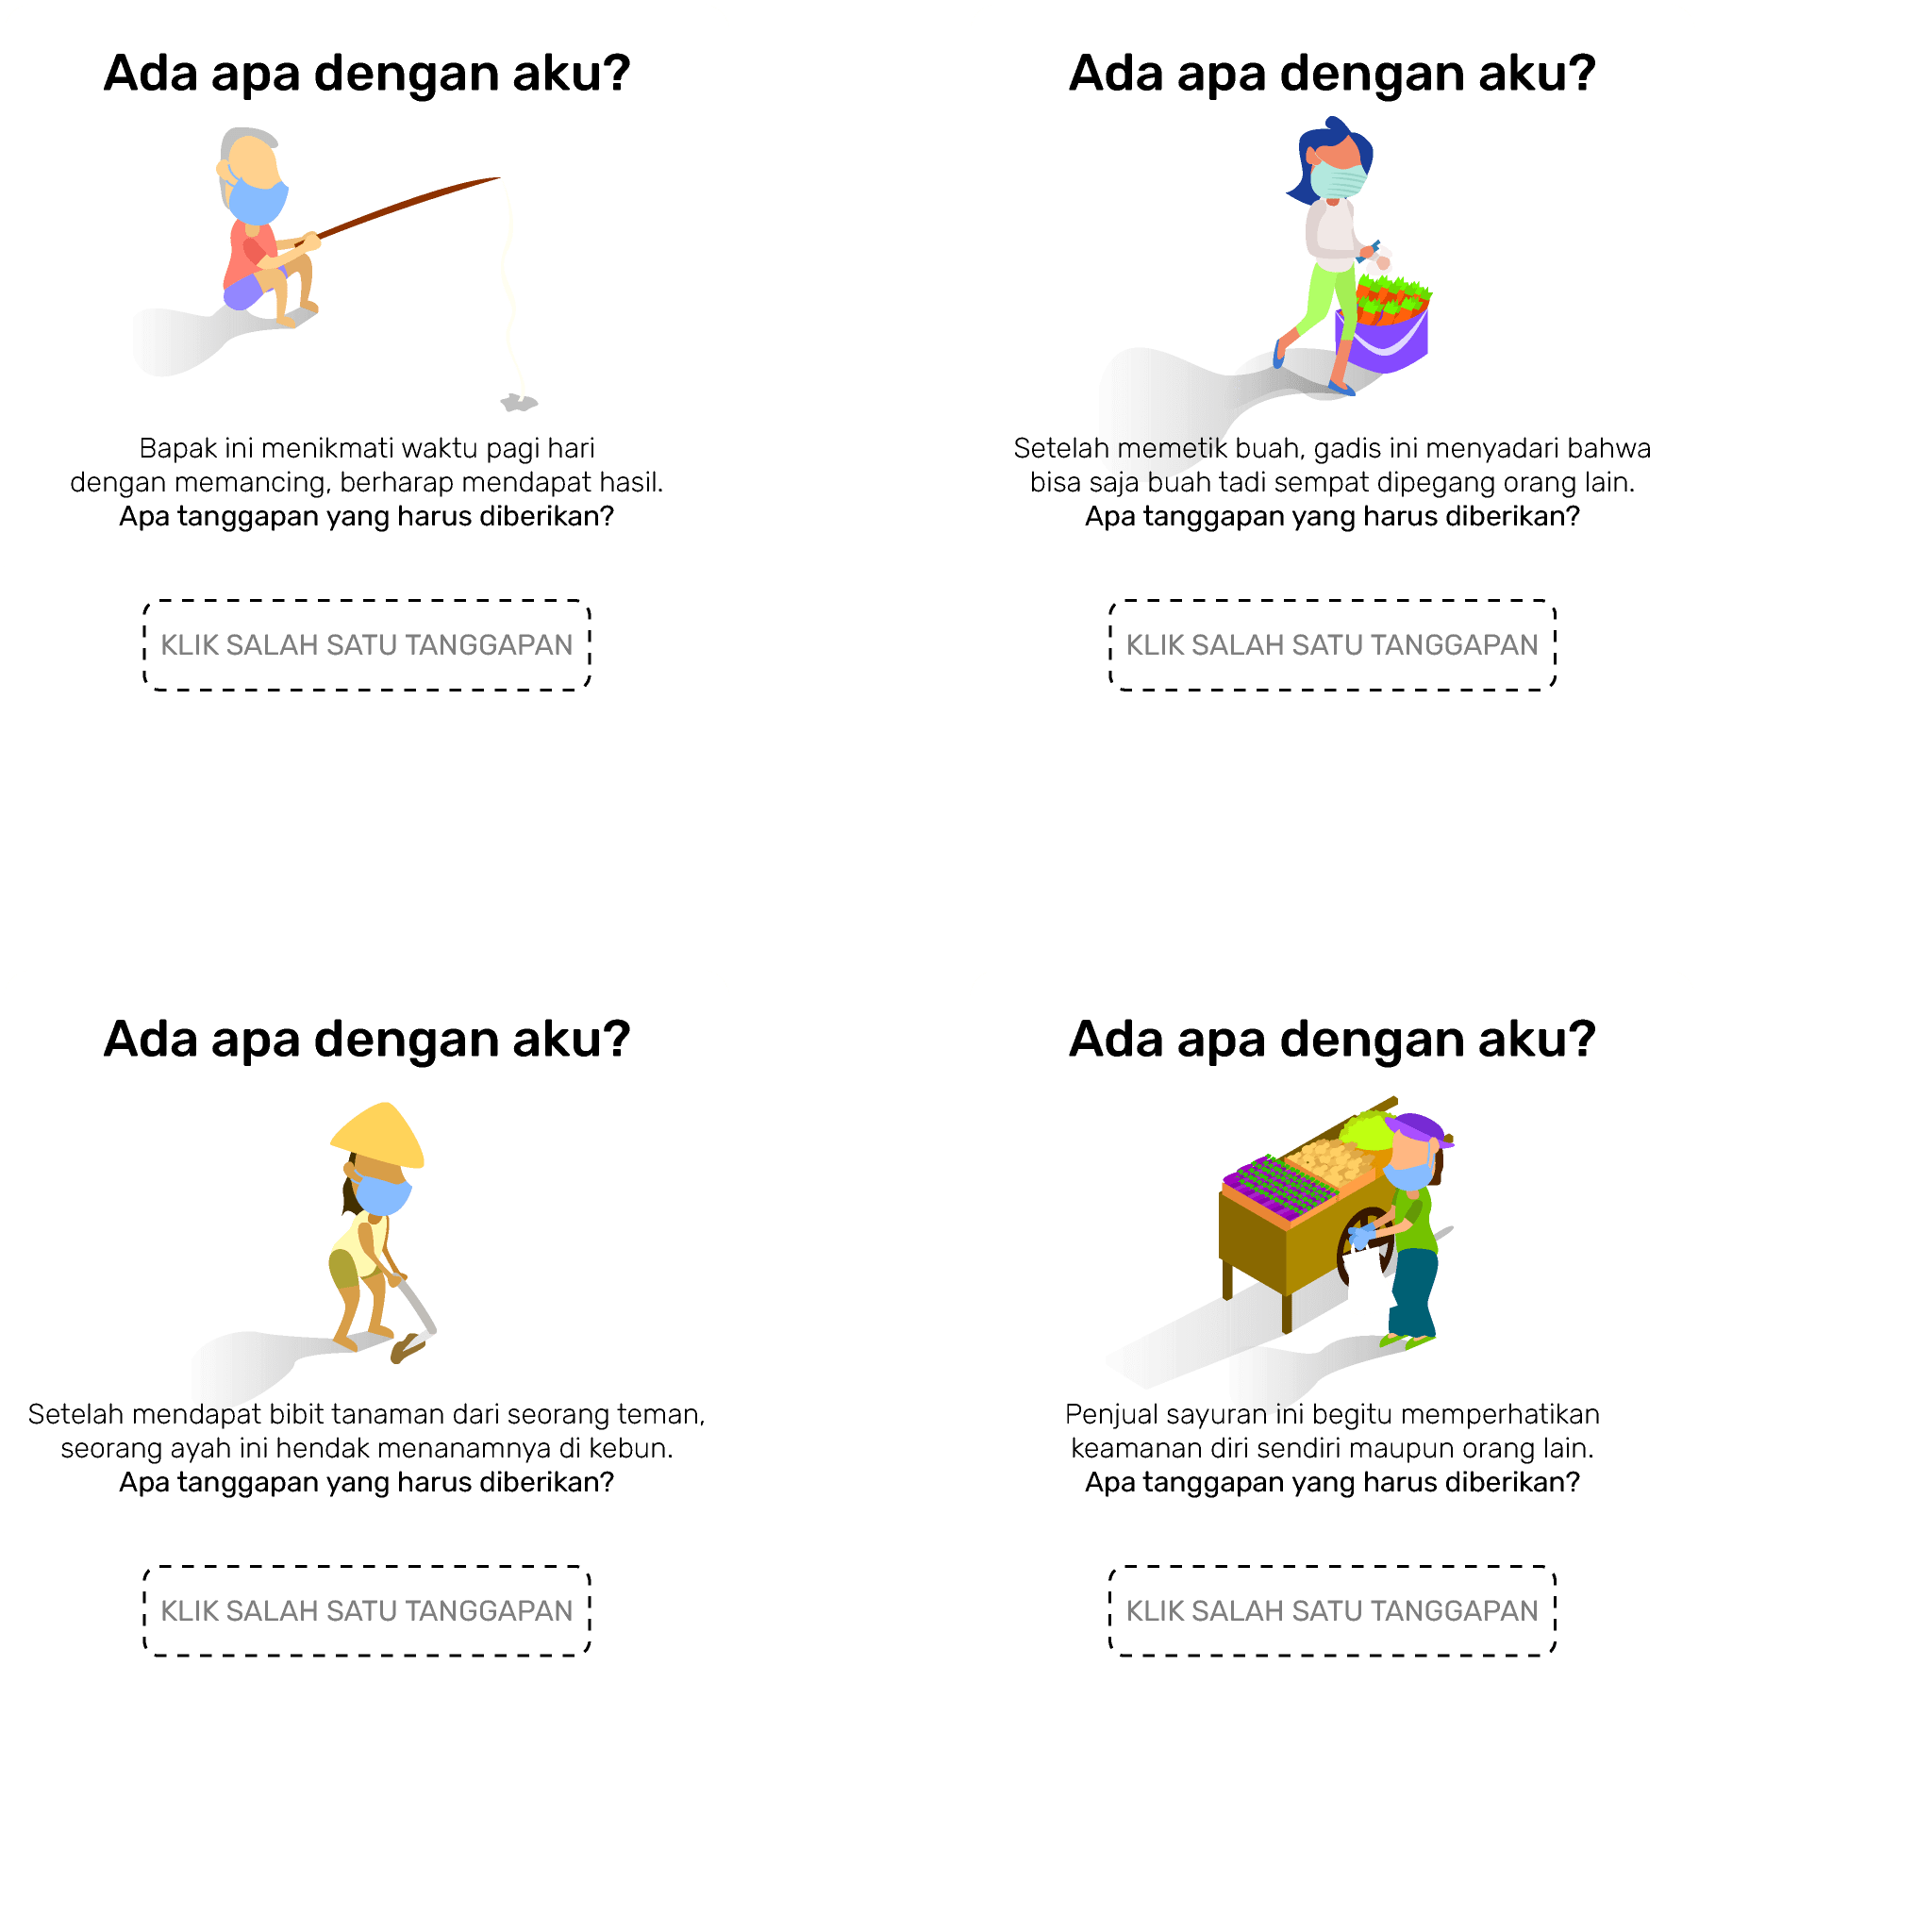 Ada apa dengan aku?
Bapak ini menikmati waktu pagi hari
dengan memancing, berharap mendapat hasil.
Apa tanggapan yang harus diberikan?
KLIK SALAH SATU TANGGAPAN
Ada apa dengan aku?
Setelah memetik buah, gadis ini menyadari bahwa
bisa saja buah tadi sempat dipegang orang lain.
Apa tanggapan yang harus diberikan?
KLIK SALAH SATU TANGGAPAN
Ada apa dengan aku?
Setelah mendapat bibit tanaman dari seorang teman,
seorang ayah ini hendak menanamnya di kebun.
Apa tanggapan yang harus diberikan?
KLIK SALAH SATU TANGGAPAN
Ada apa dengan aku?
Penjual sayuran ini begitu memperhatikan
keamanan diri sendiri maupun orang lain.
Apa tanggapan yang harus diberikan?
KLIK SALAH SATU TANGGAPAN